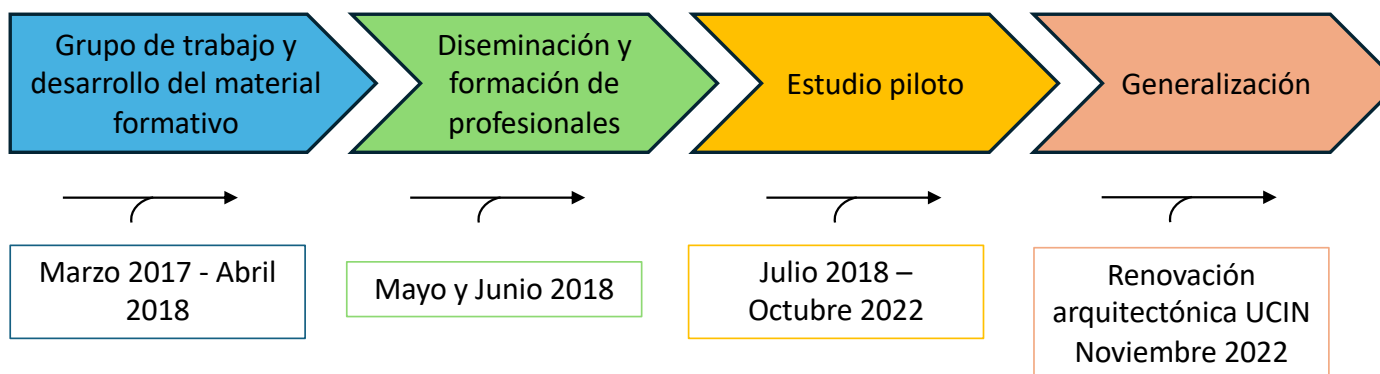 Grupo de trabajo y
desarrollo del material
formativo
Diseminación y
formación de
profesionales
Estudio piloto
Generalización
Marzo 2017 - Abril
2018
Mayo y Junio 2018
Julio 2018 –
Octubre 2022
Renovación
arquitectónica UCIN
Noviembre 2022